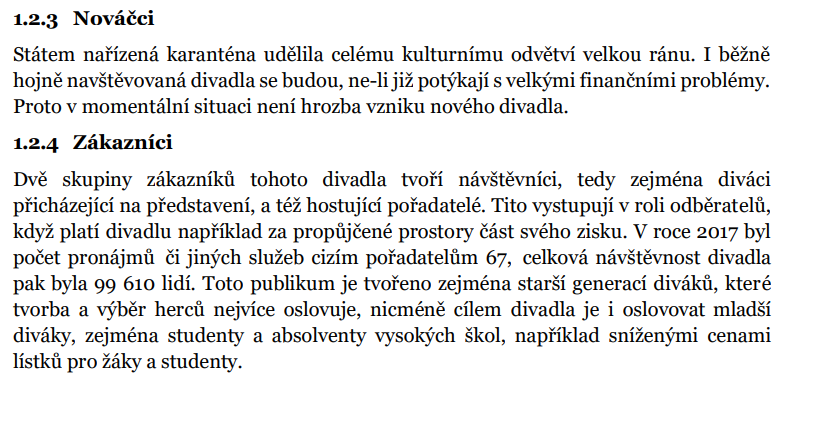 1.2.3 Nováčci
Státem nařízená karanténa udělila celému kulturnímu odvětví velkou ránu. I běžně
hojně navštěvovaná divadla se budou, ne-li již potýkají s velkými finančními problémy.
Proto v momentální situaci není hrozba vzniku nového divadla.
1.2.4 Zákazníci
Dvě skupiny zákazníků tohoto divadla tvoří návštěvníci, tedy zejména diváci
přicházející na představení, a též hostující pořadatelé. Tito vystupují v roli odběratelů,
když platí divadlu například za propůjčené prostory část svého zisku. V roce 2017 byl
počet pronájmů či jiných služeb cizím pořadatelům 67, celková návštěvnost divadla
pak byla 99 610 lidí. Toto publikum je tvořeno zejména starší generací diváků, které
tvorba a výběr herců nejvíce oslovuje, nicméně cílem divadla je i oslovovat mladší
diváky, zejména studenty a absolventy vysokých škol, například sníženými cenami
lístků pro žáky a studenty.